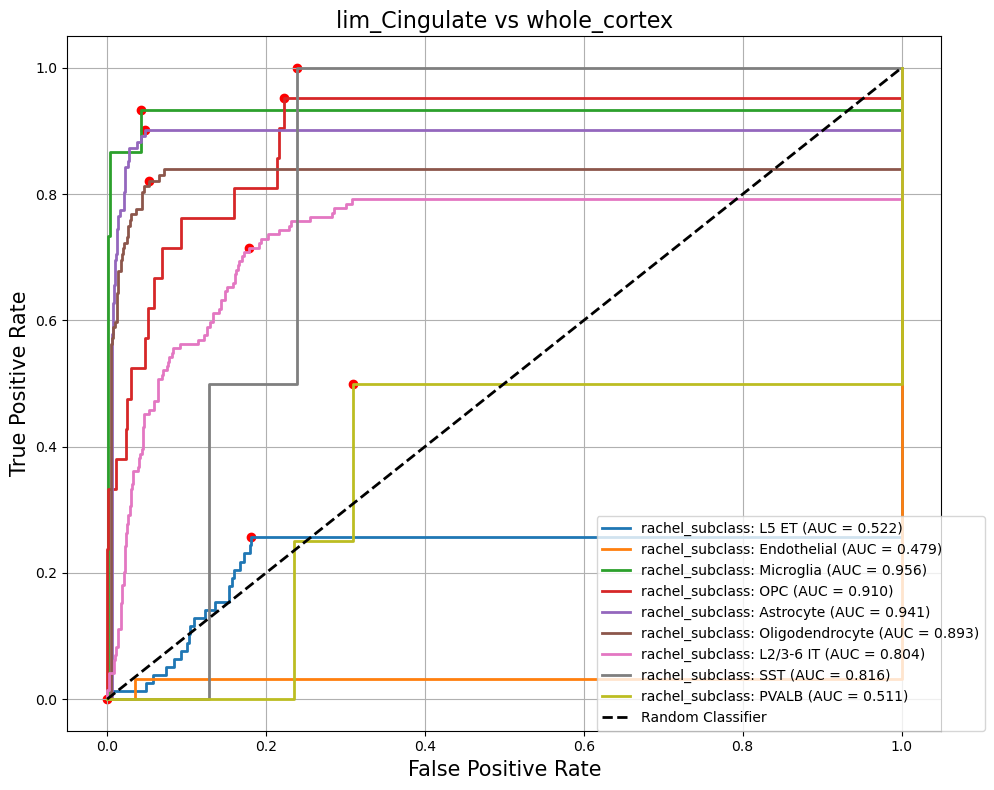 lim_Cingulate vs whole_cortex
True Positive Rate
1.0
0.8
0.6
0.4
0.2
0.0
0.0
0.2
0.4
0.6
0.8
1.0
False Positive Rate
rachel_subclass: L5 ET (AUC = 0.522)
rachel_subclass: Endothelial (AUC = 0.479)
rachel_subclass: Microglia (AUC = 0.956)
rachel_subclass: OPC (AUC = 0.910)
rachel_subclass: Astrocyte (AUC = 0.941)
rachel_subclass: Oligodendrocyte (AUC = 0.893)
rachel_subclass: L2/3-6 IT (AUC = 0.804)
rachel_subclass: SST (AUC = 0.816)
rachel_subclass: PVALB (AUC = 0.511)
Random Classifier